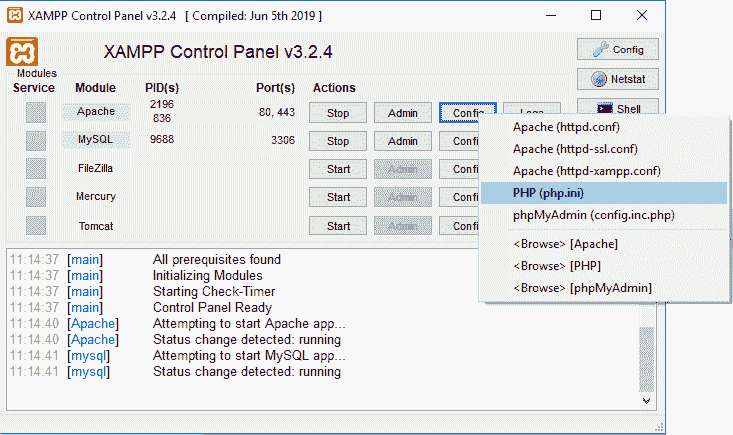 XAMPP Control Panel v3.2.4 [ Compiled: Jun 5th 2019 ]
XAMPP Control Panel v3.2.4
Config
Modules
Service Module PID(s) Port(s) Actions
Netstat
Apache 2196 836 80, 443 Stop Admin Config Logs
Shell
MySQL 9688 3306 Stop Admin Confi
FileZilla Start Admin Confi
Mercury Start Admin Confi
Tomcat Start Admin Confi
Apache (httpd.conf)
Apache (httpd-ssl.conf)
Apache (httpd-xampp.conf)
PHP (php.ini)
phpMyAdmin (config.inc.php)
<Browse> [Apache]
<Browse> [PHP]
<Browse> [phpMyAdmin]
11:14:37 [main] All prerequisites found
11:14:37 [main] Initializing Modules
11:14:37 [main] Starting Check-Timer
11:14:37 [main] Control Panel Ready
11:14:40 [Apache] Attempting to start Apache app...
11:14:40 [Apache] Status change detected: running
11:14:41 [mysql] Attempting to start MySQL app...
11:14:41 [mysql] Status change detected: running